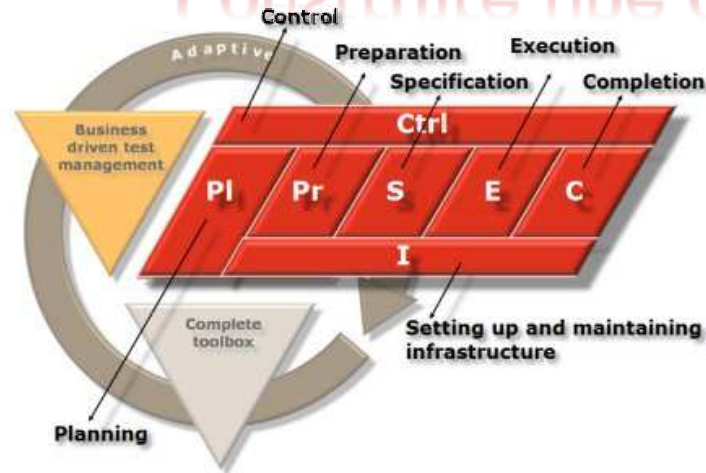 Control
Adaptive
Preparation
Execution
Specification
Completion
Business
driven test
management
Ctrl
Pl
Pr
S
E
C
I
Complete
toolbox
Setting up and maintaining
infrastructure
Planning